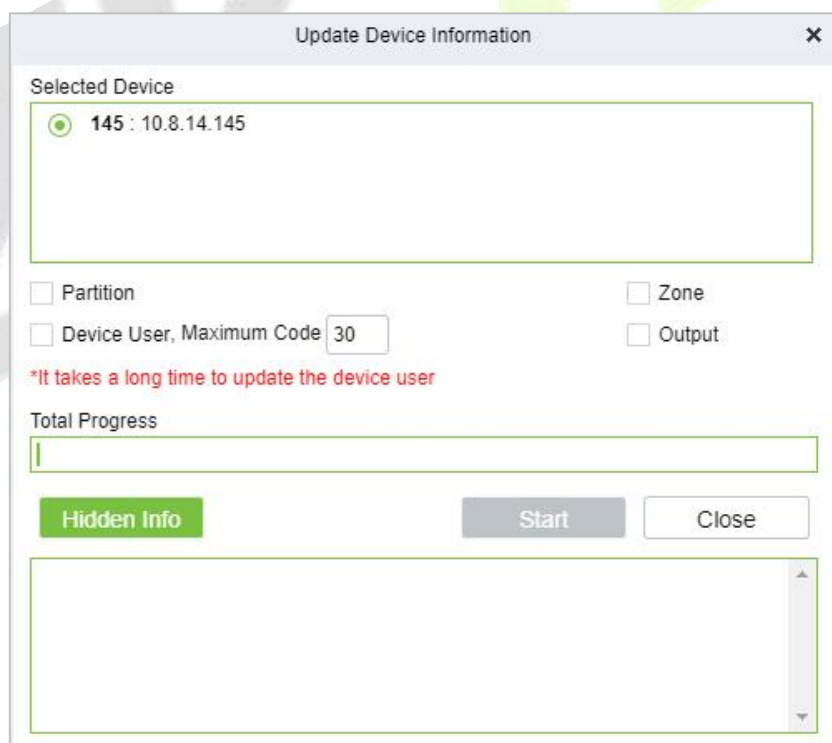 Update Device Information ×
Selected Device
145 : 10.8.14.145
Partition Zone
Device User, Maximum Code 30 Output
*It takes a long time to update the device user
Total Progress
Hidden Info Start Close